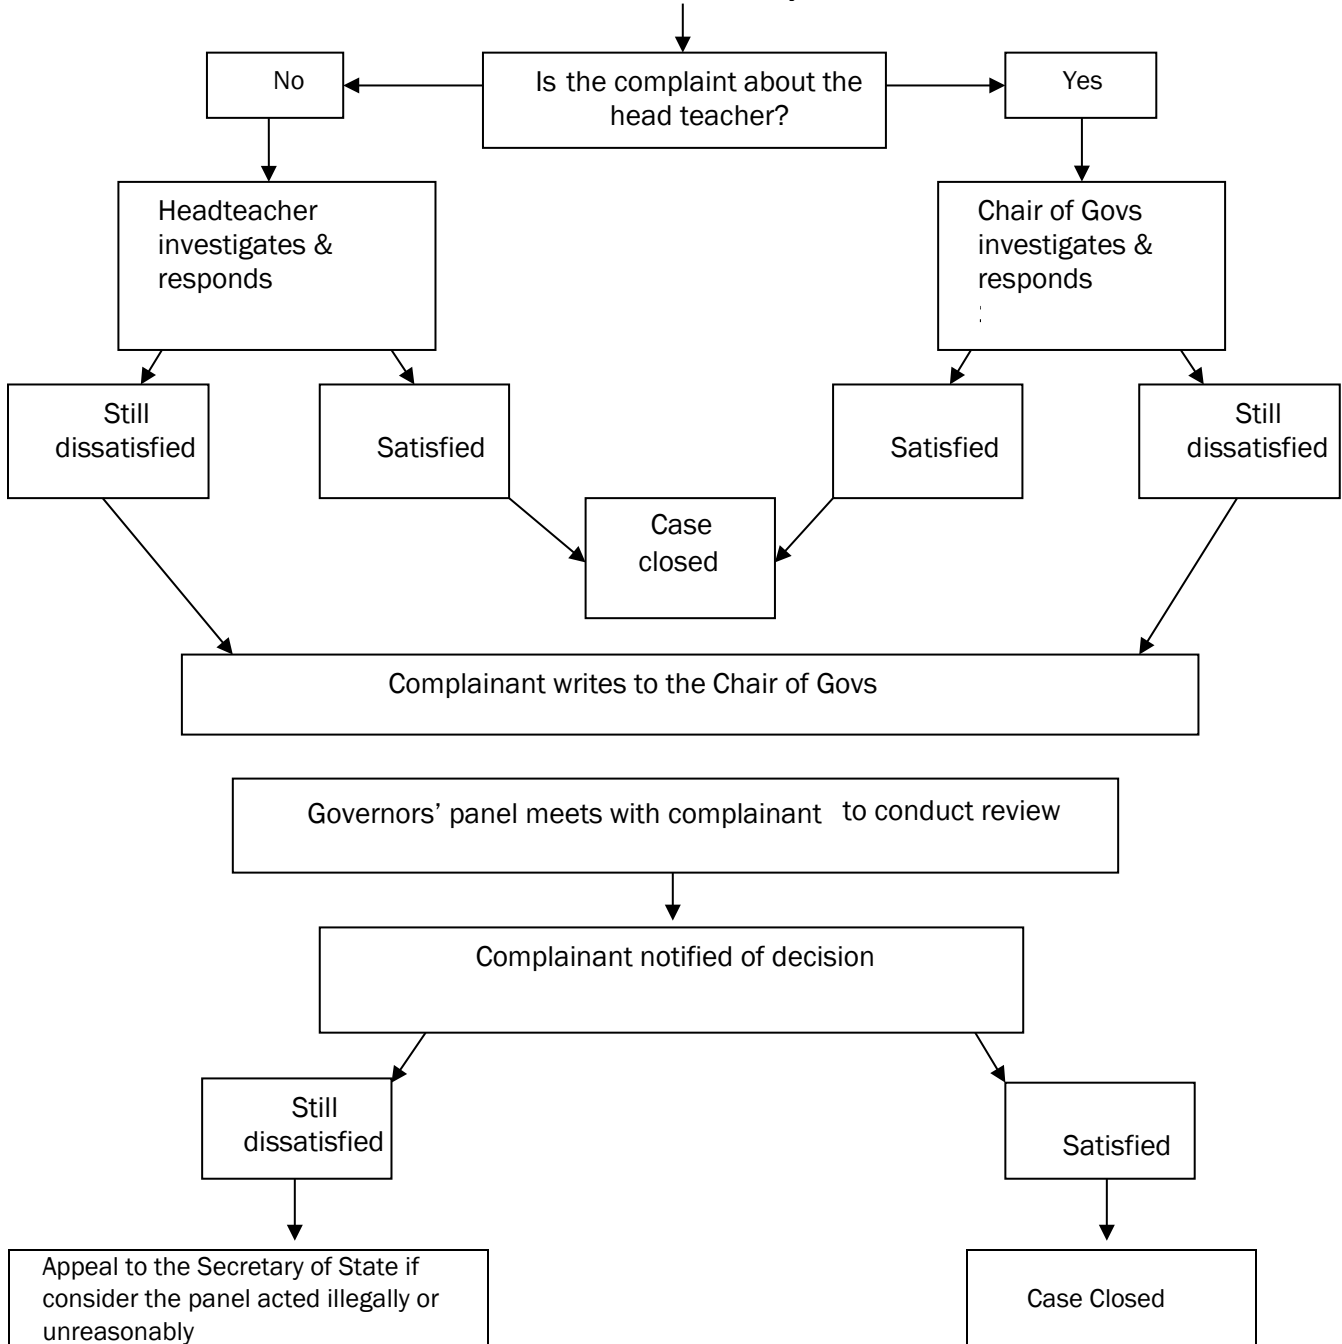 No
Is the complaint about the
head teacher?
Yes
Headteacher
investigates &
responds
Chair of Govs
investigates &
responds
Still
dissatisfied
Satisfied
Satisfied
Still
dissatisfied
Case
closed
Complainant writes to the Chair of Govs
Governors’ panel meets with complainant to conduct review
Complainant notified of decision
Still
dissatisfied
Satisfied
Appeal to the Secretary of State if
consider the panel acted illegally or
unreasonably
Case Closed